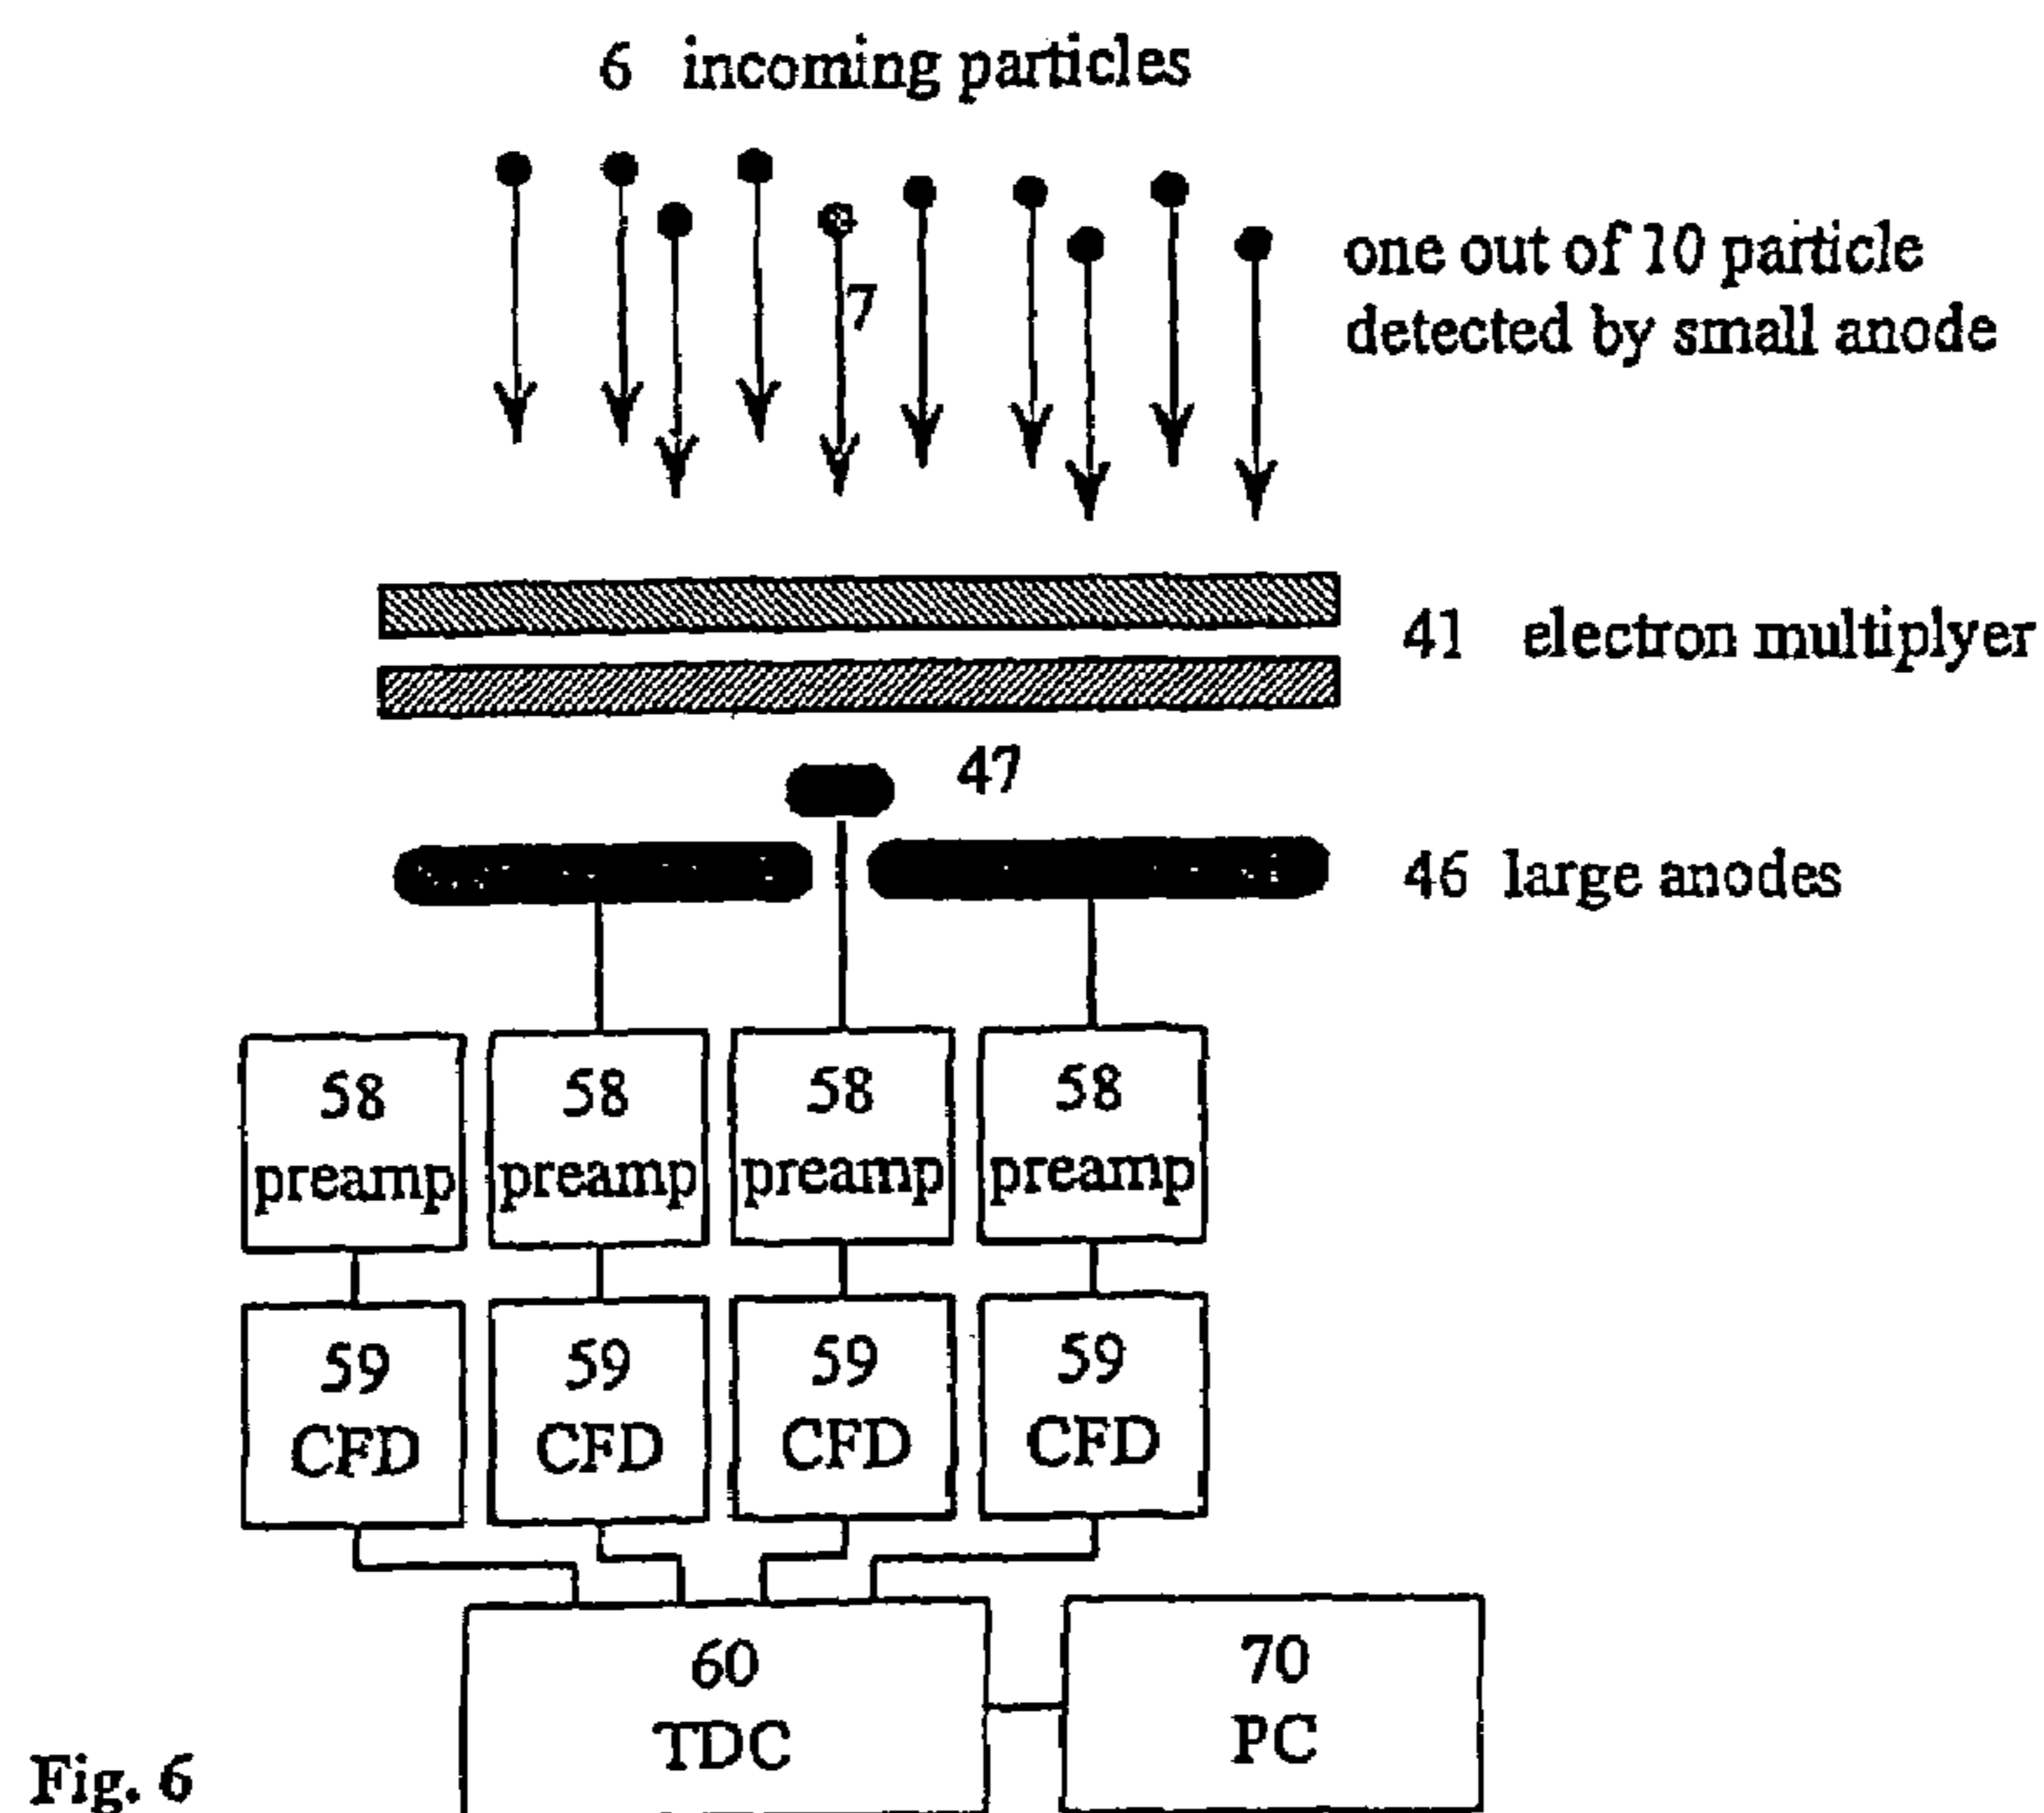 6 incoming particles
7
one out of 10 particle
detected by small anode
41 electron multiplyer
47
46 large anodes
58 58 58 58
preamp preamp preamp preamp
59 59 59 59
CFD CFD CFD CFD
60 70
TDC PC
Fig. 6